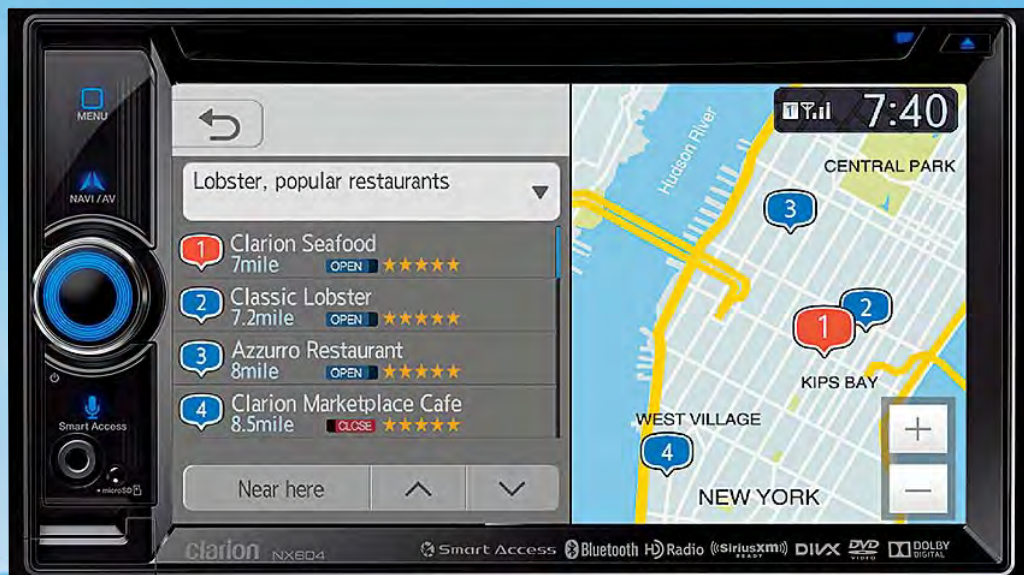 MENU
NAVI/AV
Smart Access
microSD
Lobster, popular restaurants
1 Clarion Seafood
7mile OPEN ★★★★★
2 Classic Lobster
7.2mile OPEN ★★★★★
3 Azzurro Restaurant
8mile OPEN ★★★★★
4 Clarion Marketplace Cafe
8.5mile CLOSE ★★★★★
Near here
1 7:40
Hudson River
CENTRAL PARK
3
2
1
KIPS BAY
WEST VILLAGE
4
NEW YORK
+
−
Clarion NX604
Smart Access Bluetooth HD Radio ((SiriusXM)) READY DIVX DVD VIDEO DOLBY DIGITAL